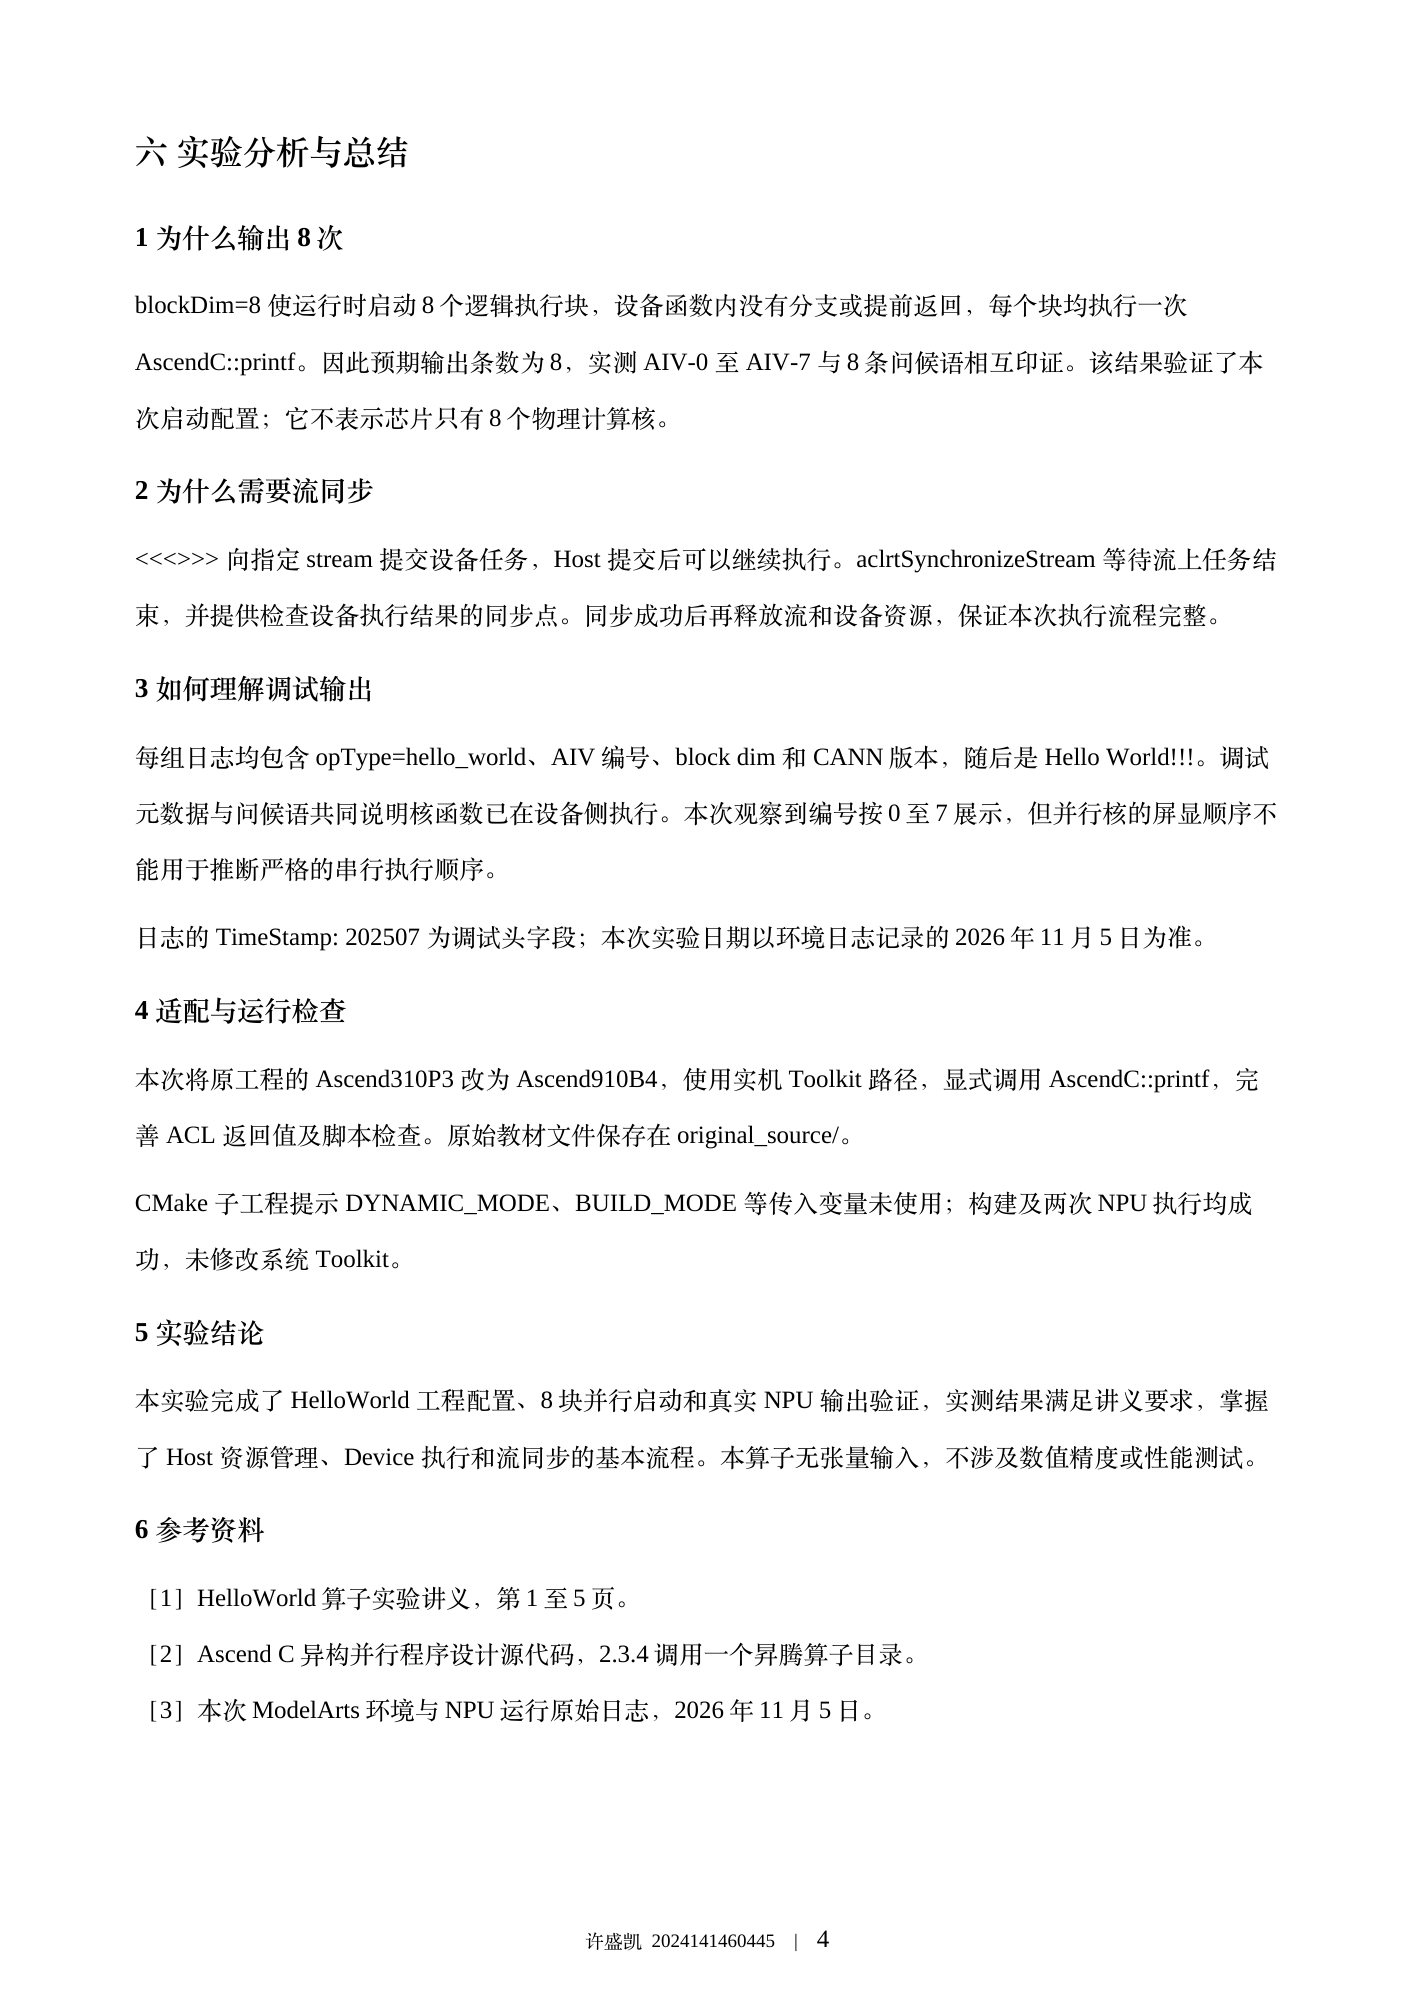 六 实验分析与总结
1 为什么输出 8 次
blockDim=8 使运行时启动 8 个逻辑执行块，设备函数内没有分支或提前返回，每个块均执行一次
AscendC::printf。因此预期输出条数为 8，实测 AIV-0 至 AIV-7 与 8 条问候语相互印证。该结果验证了本
次启动配置；它不表示芯片只有 8 个物理计算核。
2 为什么需要流同步
<<<>>> 向指定 stream 提交设备任务，Host 提交后可以继续执行。aclrtSynchronizeStream 等待流上任务结
束，并提供检查设备执行结果的同步点。同步成功后再释放流和设备资源，保证本次执行流程完整。
3 如何理解调试输出
每组日志均包含 opType=hello_world、AIV 编号、block dim 和 CANN 版本，随后是 Hello World!!!。调试
元数据与问候语共同说明核函数已在设备侧执行。本次观察到编号按 0 至 7 展示，但并行核的屏显顺序不
能用于推断严格的串行执行顺序。
日志的 TimeStamp: 202507 为调试头字段；本次实验日期以环境日志记录的 2026 年 11 月 5 日为准。
4 适配与运行检查
本次将原工程的 Ascend310P3 改为 Ascend910B4，使用实机 Toolkit 路径，显式调用 AscendC::printf，完
善 ACL 返回值及脚本检查。原始教材文件保存在 original_source/。
CMake 子工程提示 DYNAMIC_MODE、BUILD_MODE 等传入变量未使用；构建及两次 NPU 执行均成
功，未修改系统 Toolkit。
5 实验结论
本实验完成了 HelloWorld 工程配置、8 块并行启动和真实 NPU 输出验证，实测结果满足讲义要求，掌握
了 Host 资源管理、Device 执行和流同步的基本流程。本算子无张量输入，不涉及数值精度或性能测试。
6 参考资料
［1］HelloWorld 算子实验讲义，第 1 至 5 页。
［2］Ascend C 异构并行程序设计源代码，2.3.4 调用一个昇腾算子目录。
［3］本次 ModelArts 环境与 NPU 运行原始日志，2026 年 11 月 5 日。
许盛凯 2024141460445 | 4